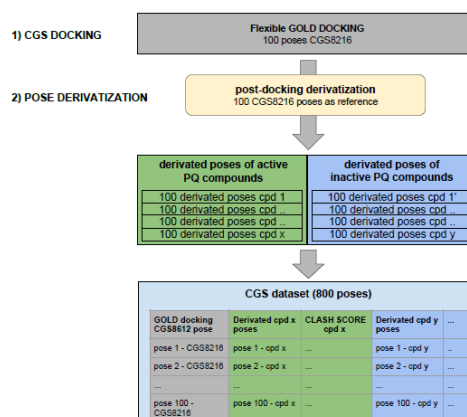 1) CGS DOCKING
Flexible GOLD DOCKING
100 poses CGS8216
2) POSE DERIVATIZATION
post-docking derivatization
100 CGS8216 poses as reference
derivated poses of active
PQ compounds
100 derivated poses cpd 1
100 derivated poses cpd ..
100 derivated poses cpd ..
100 derivated poses cpd x
derivated poses of
inactive PQ compounds
100 derivated poses cpd 1'
100 derivated poses cpd ..
100 derivated poses cpd ..
100 derivated poses cpd y
CGS dataset (800 poses)
GOLD docking
CGS8612 pose
Derivated cpd x
poses
CLASH SCORE
cpd x
Derivated cpd y
poses
...
pose 1 - CGS8216
pose 1 - cpd x
...
pose 1 - cpd y
..
pose 2 - CGS8216
pose 2 - cpd x
...
pose 2 - cpd y
...
...
...
...
...
pose 100 -
CGS8216
pose 100 - cpd x
...
pose 100 - cpd y
...